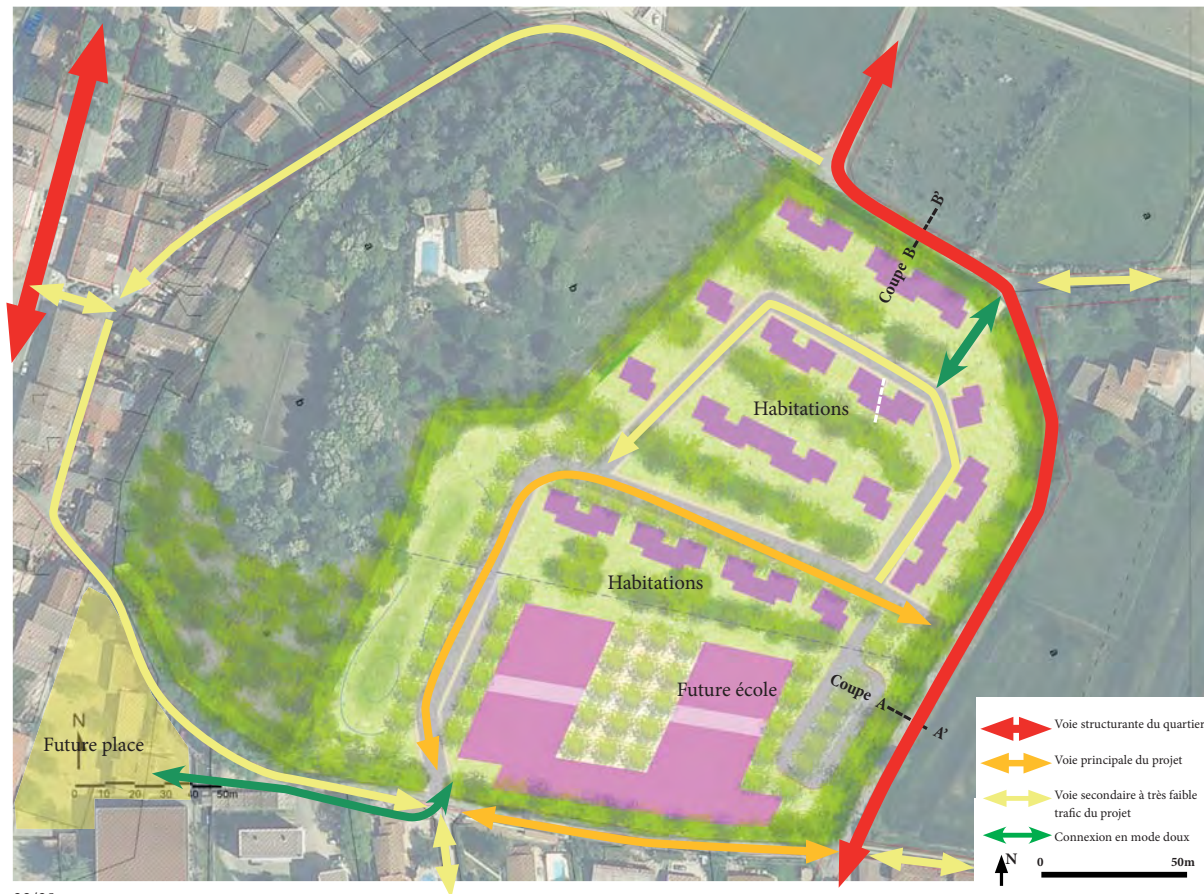 B'
Coupe B
a
a
b
b
Habitations
Habitations
Future école
Coupe A
A'
a
Future place
N
0 10 20 30 40 50m
Voie structurante du quartier
Voie principale du projet
Voie secondaire à très faible
trafic du projet
Connexion en mode doux
N
0 50m